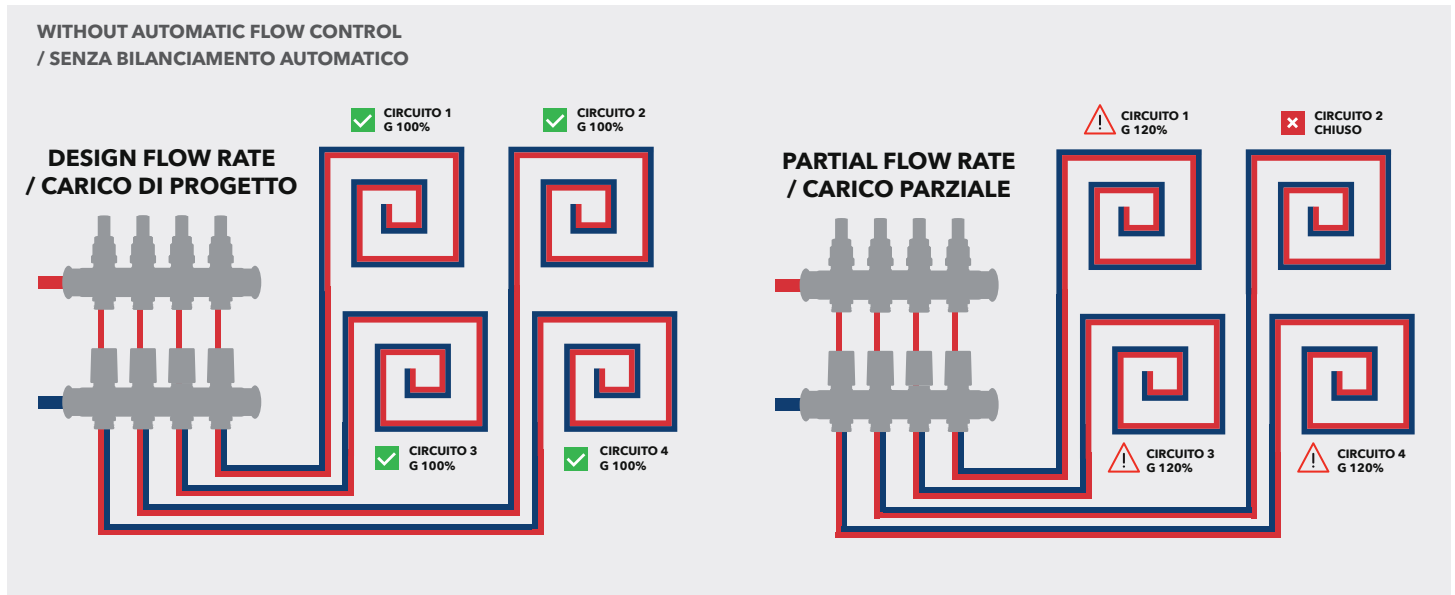 WITHOUT AUTOMATIC FLOW CONTROL
/ SENZA BILANCIAMENTO AUTOMATICO
DESIGN FLOW RATE
/ CARICO DI PROGETTO
CIRCUITO 1
G 100%
CIRCUITO 2
G 100%
CIRCUITO 3
G 100%
CIRCUITO 4
G 100%
PARTIAL FLOW RATE
/ CARICO PARZIALE
CIRCUITO 1
G 120%
CIRCUITO 2
CHIUSO
CIRCUITO 3
G 120%
CIRCUITO 4
G 120%